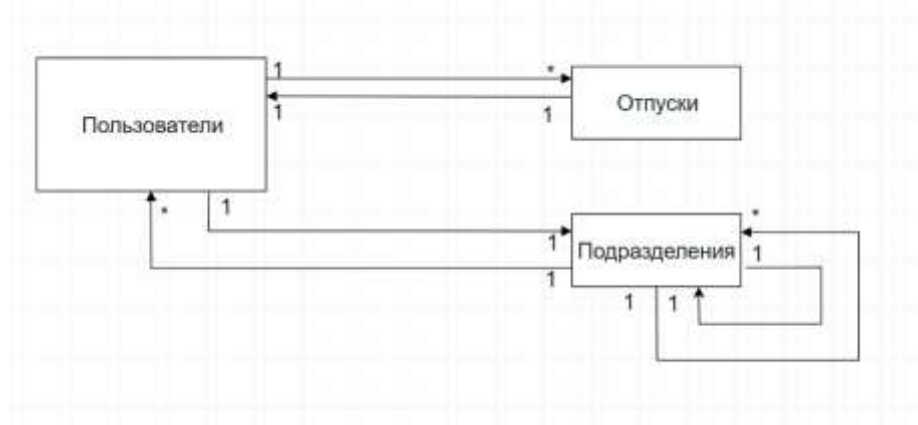 1 *
Отпуски
1 1
Пользователи
* 1
*
1 Подразделения 1
1
1 1